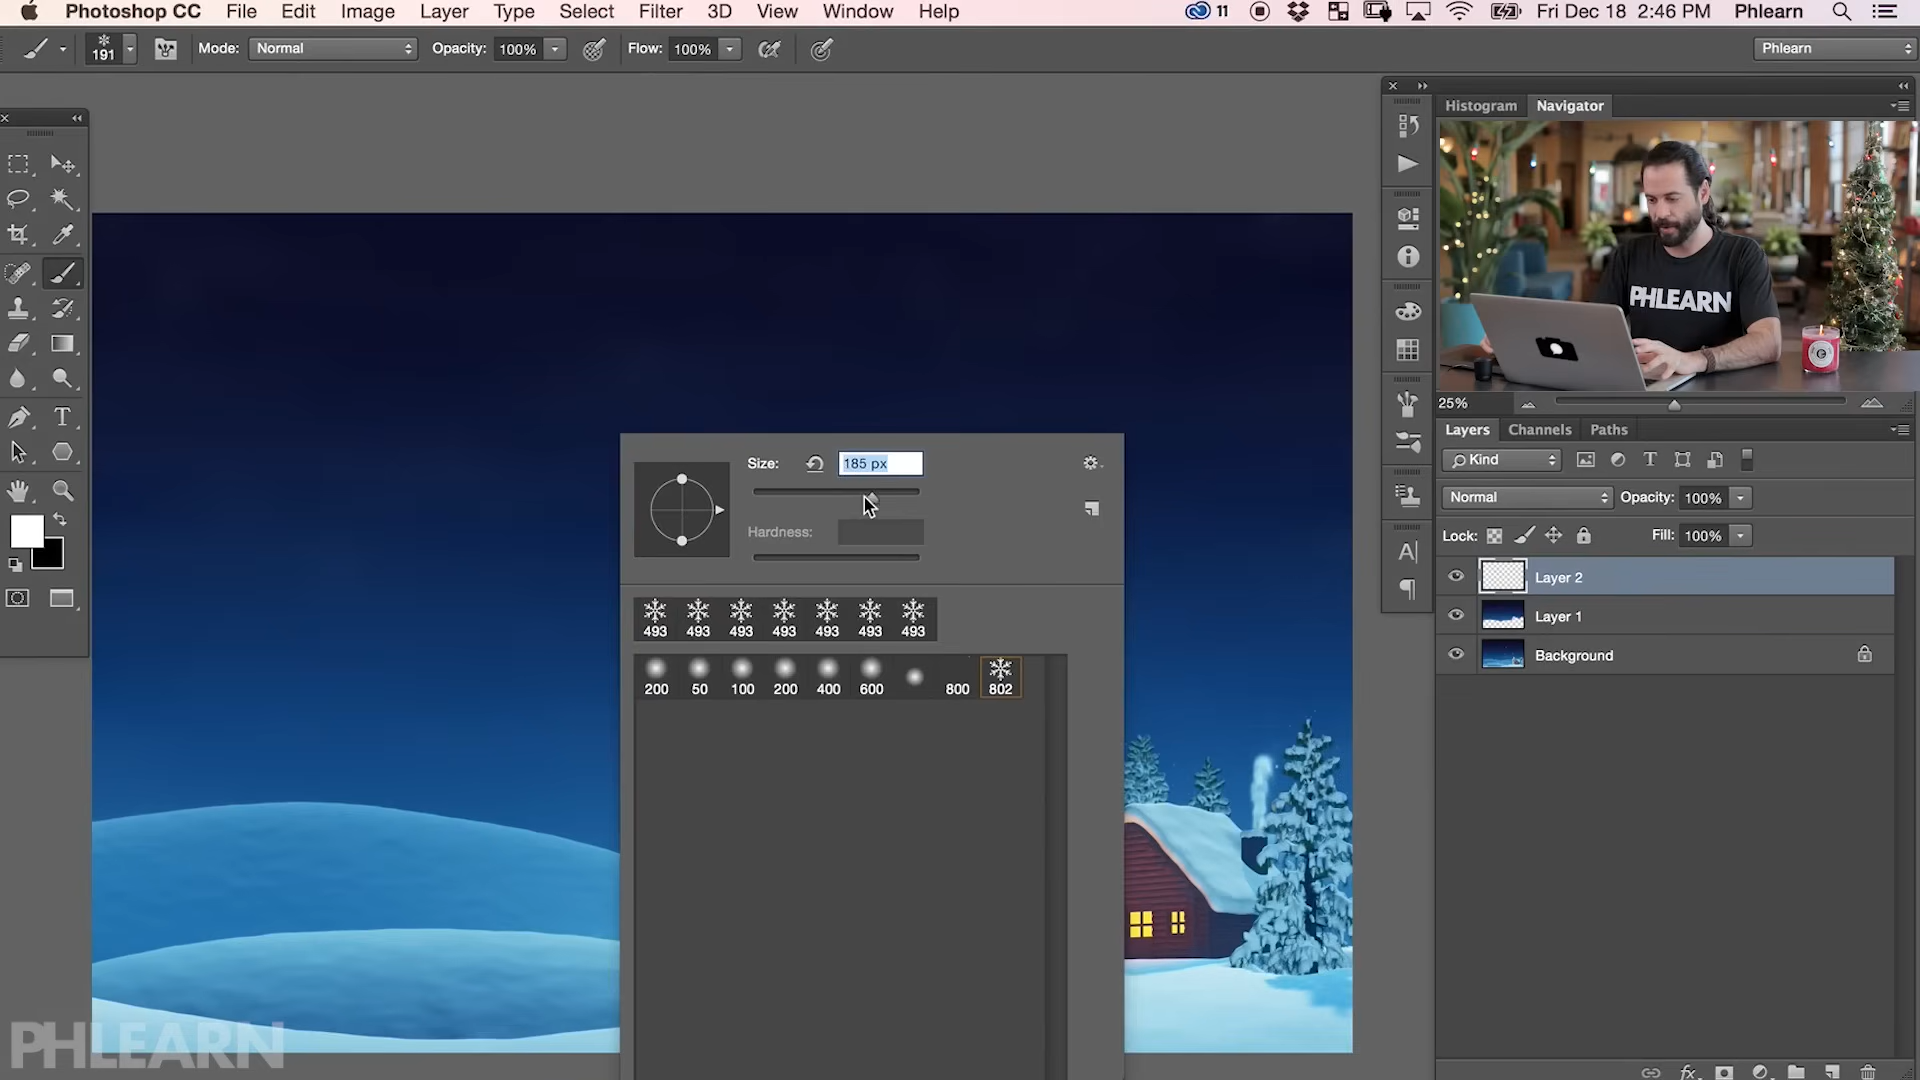 Photoshop CC File Edit Image Layer Type Select Filter 3D View Window Help 11 Fri Dec 18 2:46 PM Phlearn
191 Mode: Normal Opacity: 100% Flow: 100% Phlearn
Histogram Navigator
PHLEARN
25%
Layers Channels Paths
Kind
Normal Opacity: 100%
Lock: Fill: 100%
Layer 2
Layer 1
Background
Size: 185 px
Hardness:
493 493 493 493 493 493 493
200 50 100 200 400 600 800 802
PHLEARN